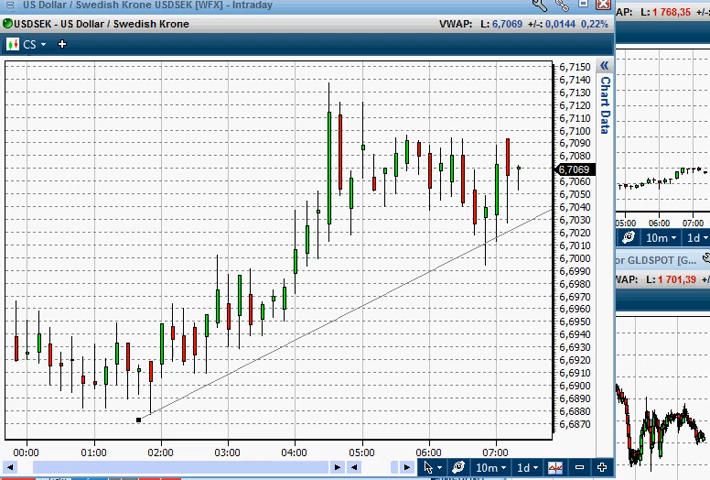 US Dollar / Swedish Krone USDSEK [WFX] - Intraday
USDSEK - US Dollar / Swedish Krone VWAP: L: 6,7069 +/-: 0,0144 0,22%
CS
6,7150
6,7140
6,7130
6,7120
6,7110
6,7100
6,7090
6,7080
6,7069
6,7060
6,7050
6,7040
6,7030
6,7020
6,7010
6,7000
6,6990
6,6980
6,6970
6,6960
6,6950
6,6940
6,6930
6,6920
6,6910
6,6900
6,6890
6,6880
6,6870
Chart Data
00:00 01:00 02:00 03:00 04:00 05:00 06:00 07:00
10m 1d
AP: L: 1 768,35 +
05:00 06:00 07:00
10m 1d
or GLDSPOT [G...
WAP: L: 1 701,39 +/